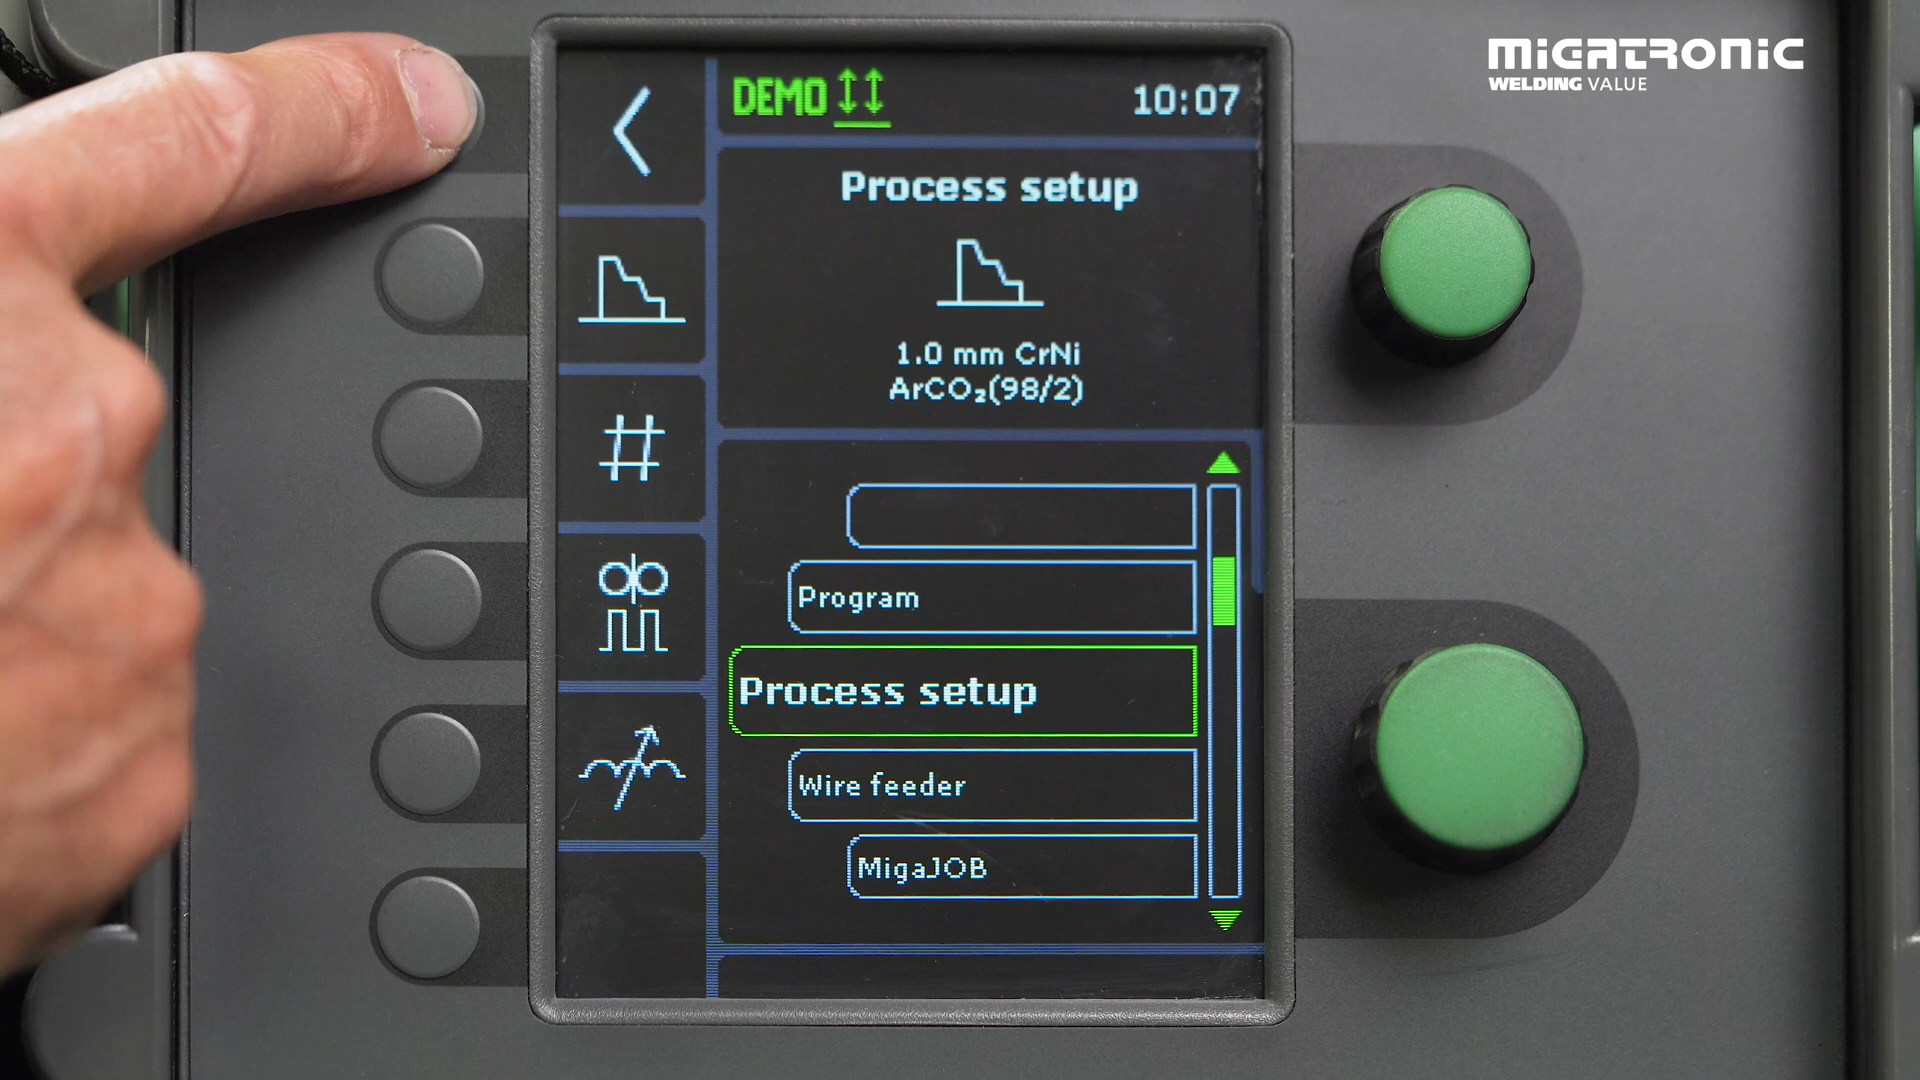 MIGATRONIC
WELDING VALUE
DEMO
10:07
Process setup
1.0 mm CrNi
ArCO₂(98/2)
Program
Process setup
Wire feeder
MigaJOB